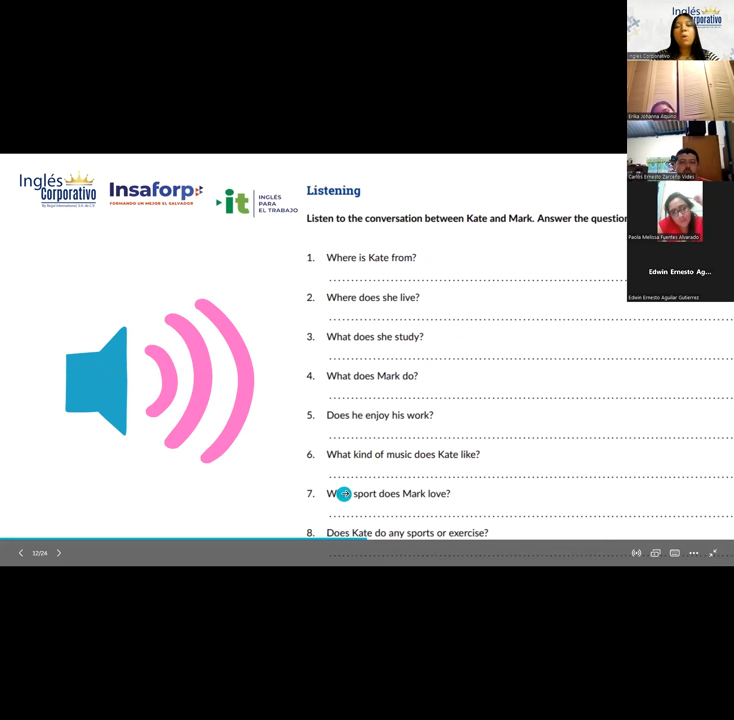 Inglés
Corporativo
Insaforp
FORMANDO UN MEJOR EL SALVADOR
it
INGLÉS
PARA
EL TRABAJO
Listening
Listen to the conversation between Kate and Mark. Answer the question
1. Where is Kate from?
2. Where does she live?
3. What does she study?
4. What does Mark do?
5. Does he enjoy his work?
6. What kind of music does Kate like?
7. W sport does Mark love?
8. Does Kate do any sports or exercise?
12/24
Inglés Corporativo
Erika Johanna Aquino
Carlos Ernesto Zarceño Vides
Paola Melissa Fuentes Alvarado
Edwin Ernesto Ag...
Edwin Ernesto Aguilar Gutierrez